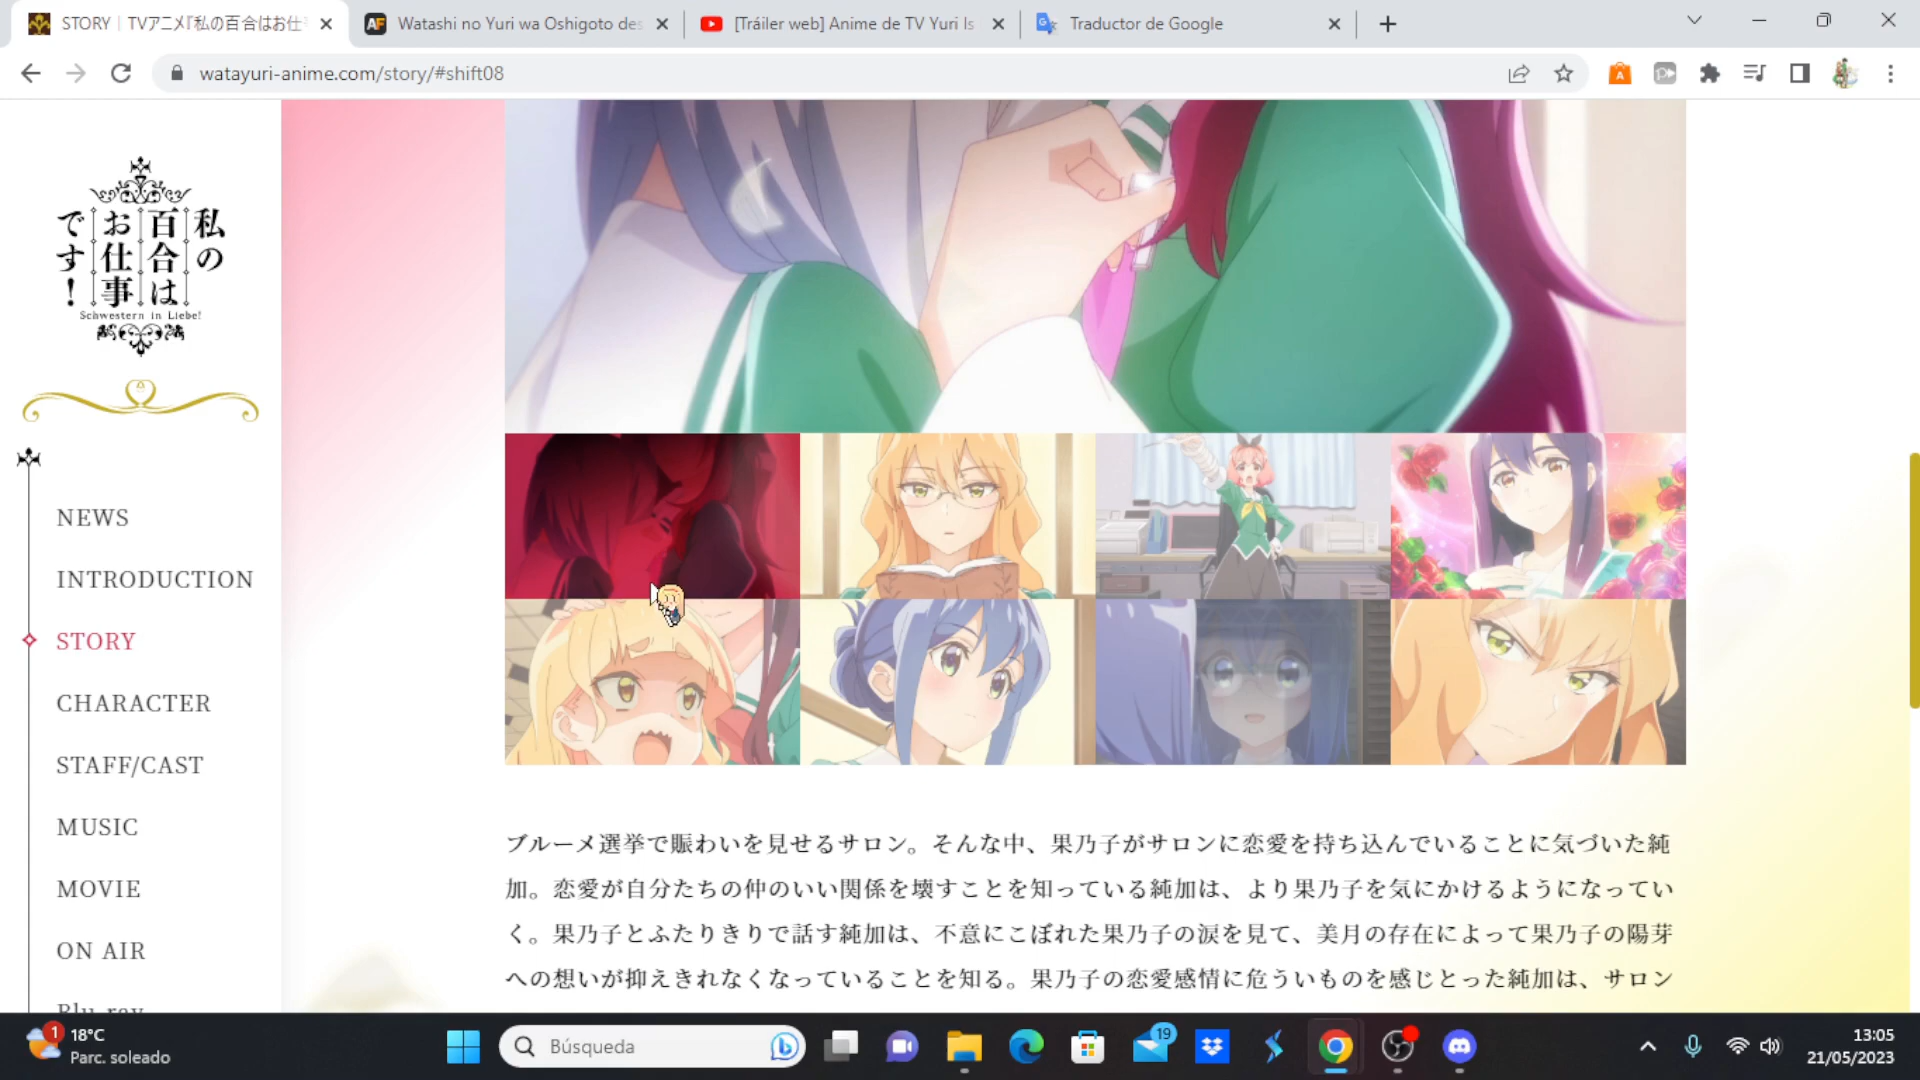 STORY｜TVアニメ『私の百合はお仕事
Watashi no Yuri wa Oshigoto des
[Tráiler web] Anime de TV Yuri Is
Traductor de Google
watayuri-anime.com/story/#shift08
私の
百合は
お仕事
です！
Schwestern in Liebe!
NEWS
INTRODUCTION
STORY
CHARACTER
STAFF/CAST
MUSIC
MOVIE
ON AIR
Blu-ray
ブルーメ選挙で賑わいを見せるサロン。そんな中、果乃子がサロンに恋愛を持ち込んでいることに気づいた純
加。恋愛が自分たちの仲のいい関係を壊すことを知っている純加は、より果乃子を気にかけるようになってい
く。果乃子とふたりきりで話す純加は、不意にこぼれた果乃子の涙を見て、美月の存在によって果乃子の陽芽
への想いが抑えきれなくなっていることを知る。果乃子の恋愛感情に危ういものを感じとった純加は、サロン
1
18°C
Parc. soleado
Búsqueda
19
13:05
21/05/2023